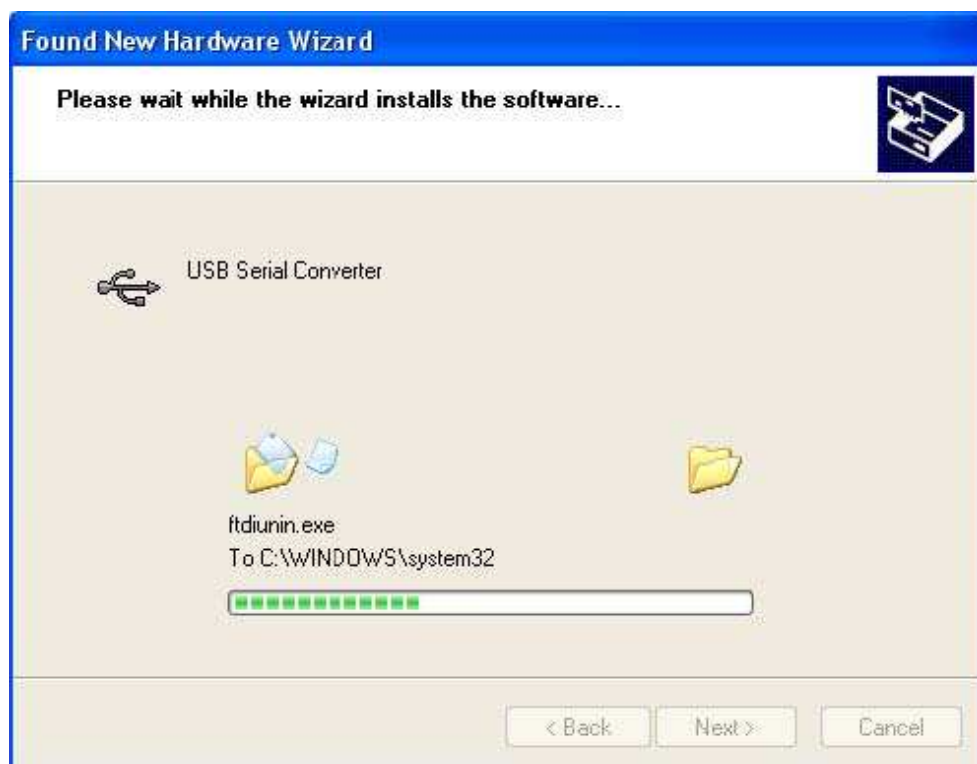 Found New Hardware Wizard
Please wait while the wizard installs the software...
USB Serial Converter
ftdiunin.exe
To C:\WINDOWS\system32
< Back
Next >
Cancel